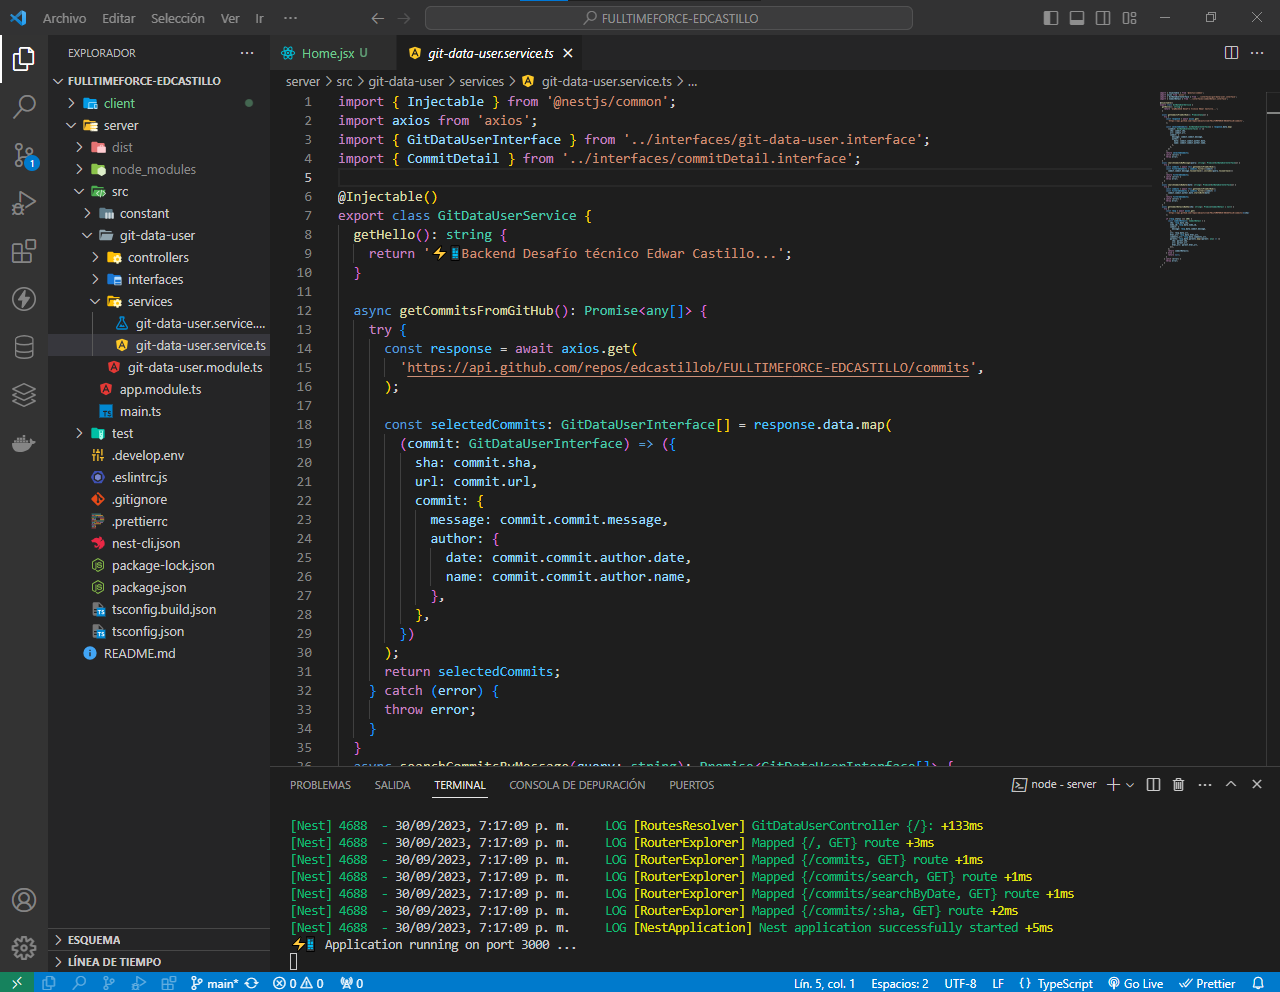 Archivo Editar Selección Ver Ir ···
FULLTIMEFORCE-EDCASTILLO
EXPLORADOR
FULLTIMEFORCE-EDCASTILLO
client
server
dist
node_modules
src
constant
git-data-user
controllers
interfaces
services
git-data-user.service....
git-data-user.service.ts
git-data-user.module.ts
app.module.ts
main.ts
test
.develop.env
.eslintrc.js
.gitignore
.prettierrc
nest-cli.json
package-lock.json
package.json
tsconfig.build.json
tsconfig.json
README.md
ESQUEMA
LÍNEA DE TIEMPO
1
Home.jsx U
git-data-user.service.ts
server > src > git-data-user > services > git-data-user.service.ts > ...
1 import { Injectable } from '@nestjs/common';
2 import axios from 'axios';
3 import { GitDataUserInterface } from '../interfaces/git-data-user.interface';
4 import { CommitDetail } from '../interfaces/commitDetail.interface';
5
6 @Injectable()
7 export class GitDataUserService {
8 getHello(): string {
9 return '⚡📱Backend Desafío técnico Edwar Castillo...';
10 }
11
12 async getCommitsFromGitHub(): Promise<any[]> {
13 try {
14 const response = await axios.get(
15 'https://api.github.com/repos/edcastillob/FULLTIMEFORCE-EDCASTILLO/commits',
16 );
17
18 const selectedCommits: GitDataUserInterface[] = response.data.map(
19 (commit: GitDataUserInterface) => ({
20 sha: commit.sha,
21 url: commit.url,
22 commit: {
23 message: commit.commit.message,
24 author: {
25 date: commit.commit.author.date,
26 name: commit.commit.author.name,
27 },
28 },
29 })
30 );
31 return selectedCommits;
32 } catch (error) {
33 throw error;
34 }
35 }
36 async searchCommitsByMessage(query: string): Promise<GitDataUserInterface[]> {
PROBLEMAS SALIDA TERMINAL CONSOLA DE DEPURACIÓN PUERTOS
node - server
[Nest] 4688 - 30/09/2023, 7:17:09 p. m. LOG [RoutesResolver] GitDataUserController {/}: +133ms
[Nest] 4688 - 30/09/2023, 7:17:09 p. m. LOG [RouterExplorer] Mapped {/, GET} route +3ms
[Nest] 4688 - 30/09/2023, 7:17:09 p. m. LOG [RouterExplorer] Mapped {/commits, GET} route +1ms
[Nest] 4688 - 30/09/2023, 7:17:09 p. m. LOG [RouterExplorer] Mapped {/commits/search, GET} route +1ms
[Nest] 4688 - 30/09/2023, 7:17:09 p. m. LOG [RouterExplorer] Mapped {/commits/searchByDate, GET} route +1ms
[Nest] 4688 - 30/09/2023, 7:17:09 p. m. LOG [RouterExplorer] Mapped {/commits/:sha, GET} route +2ms
[Nest] 4688 - 30/09/2023, 7:17:09 p. m. LOG [NestApplication] Nest application successfully started +5ms
⚡📱 Application running on port 3000 ...
main* 0 0 0 Lín. 5, col. 1 Espacios: 2 UTF-8 LF { } TypeScript Go Live Prettier